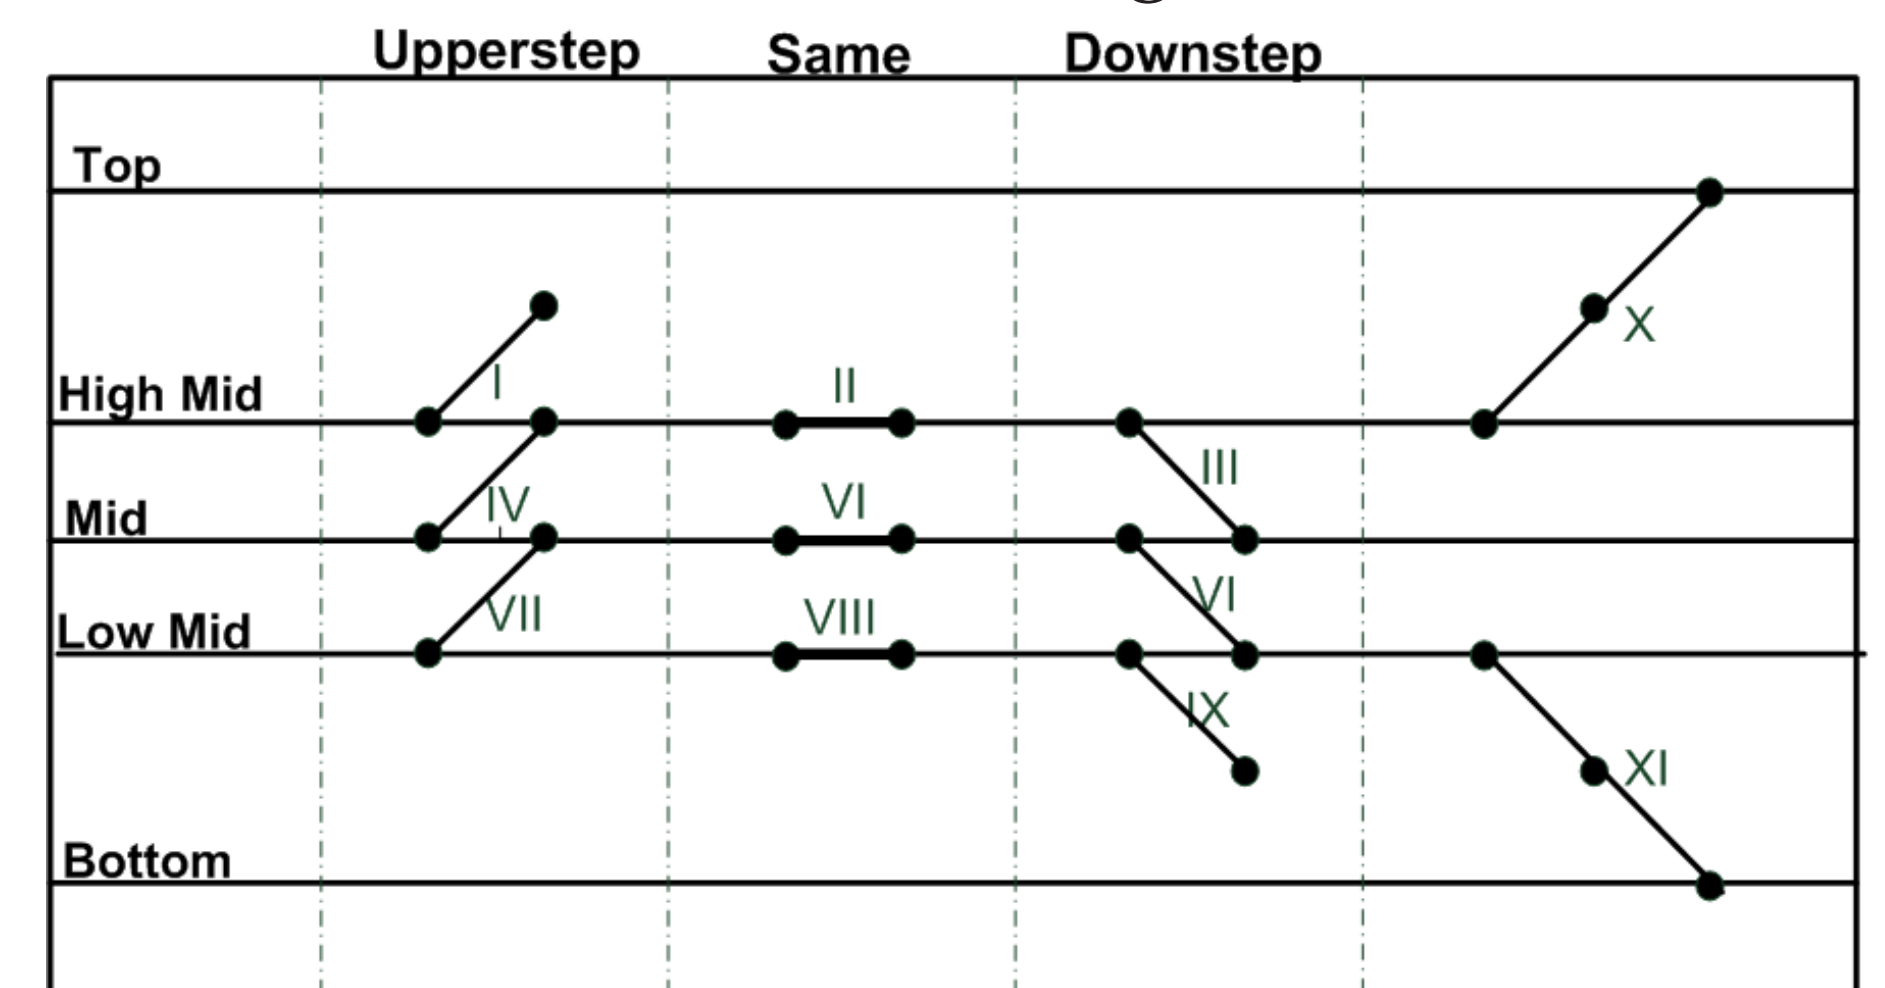 Upperstep Same Downstep
Top
X
I
II
High Mid
III
IV
VI
Mid
VI
VII
VIII
Low Mid
IX
XI
Bottom